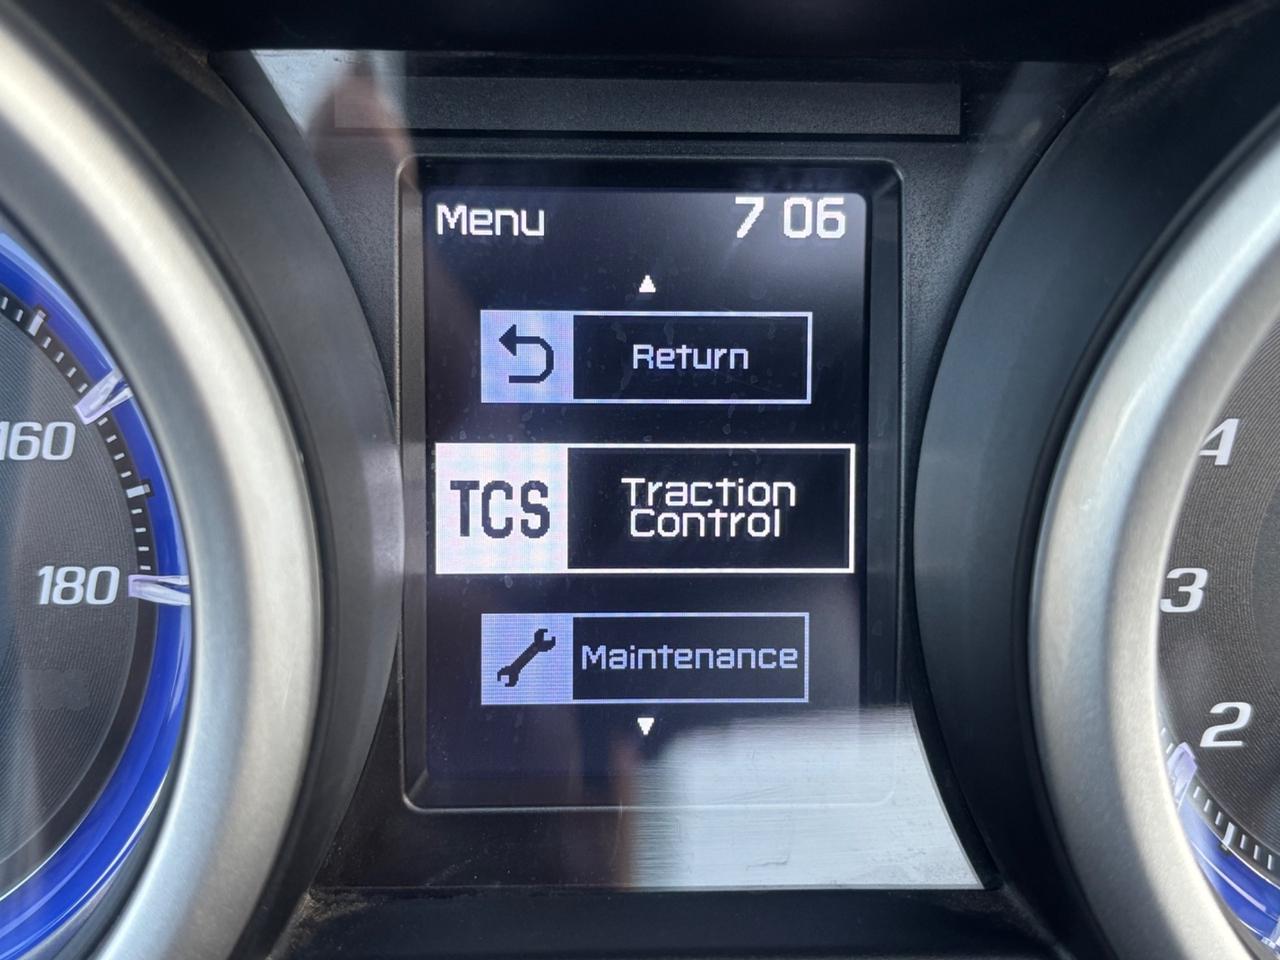 Menu
7 06
Return
TCS
Traction
Control
Maintenance
160
180
4
3
2